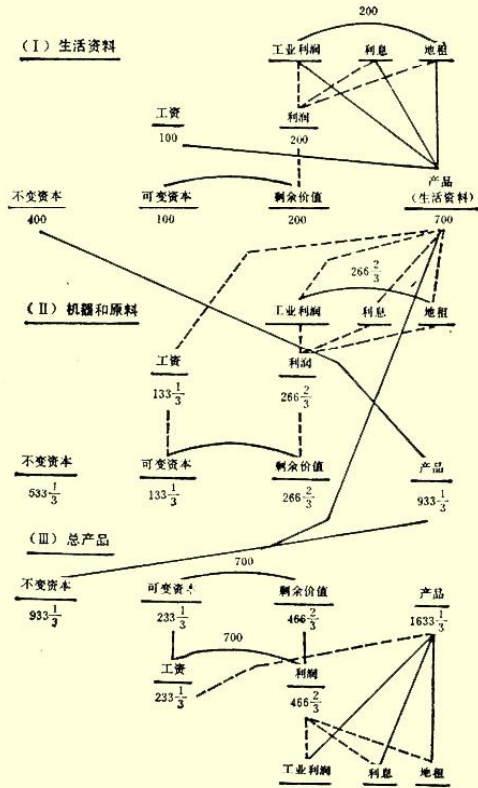 200
(Ⅰ) 生活资料
工业利润 利息 地租
工资 利润
100 200
产品
不变资本 可变资本 剩余价值 (生活资料)
400 100 200 700
266 2/3
(Ⅱ) 机器和原料
工业利润 利息 地租
工资 利润
133 1/3 266 2/3
不变资本 可变资本 剩余价值 产品
533 1/3 133 1/3 266 2/3 933 1/3
(Ⅲ) 总产品
700
不变资本 可变资本 剩余价值 产品
933 1/3 233 1/3 466 2/3 1633 1/3
700
工资 利润
233 1/3 466 2/3
工业利润 利息 地租